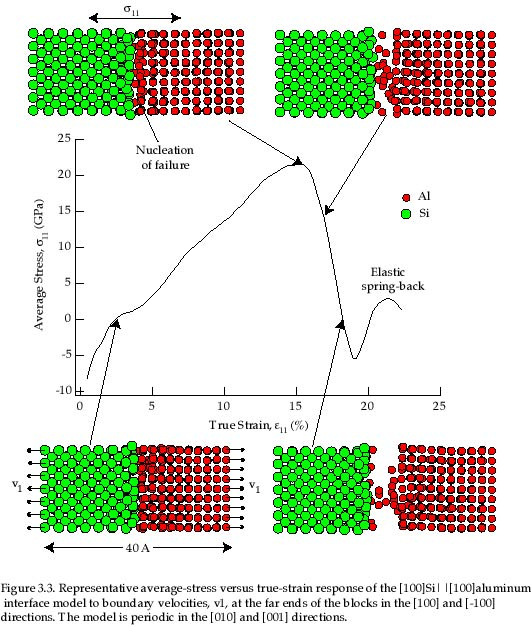 σ11
Nucleation
of failure
25
20
15
10
5
0
-5
-10
Average Stress, σ11 (GPa)
Al
Si
Elastic
spring-back
0
5
10
15
20
25
True Strain, ε11 (%)
v1
v1
40 A
Figure 3.3. Representative average-stress versus true-strain response of the [100]Si||[100]aluminum
interface model to boundary velocities, v1, at the far ends of the blocks in the [100] and [-100]
directions. The model is periodic in the [010] and [001] directions.